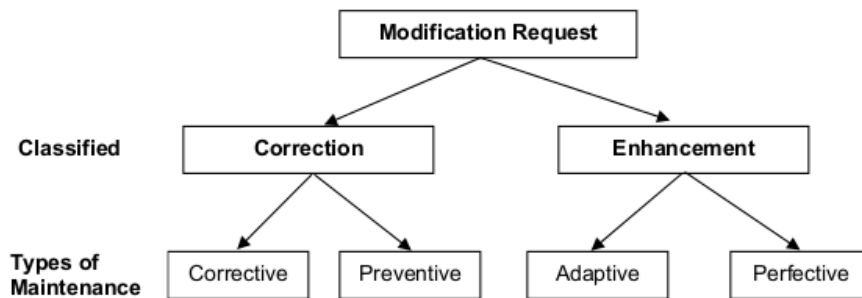 Modification Request
Classified
Correction
Enhancement
Types of
Maintenance
Corrective
Preventive
Adaptive
Perfective